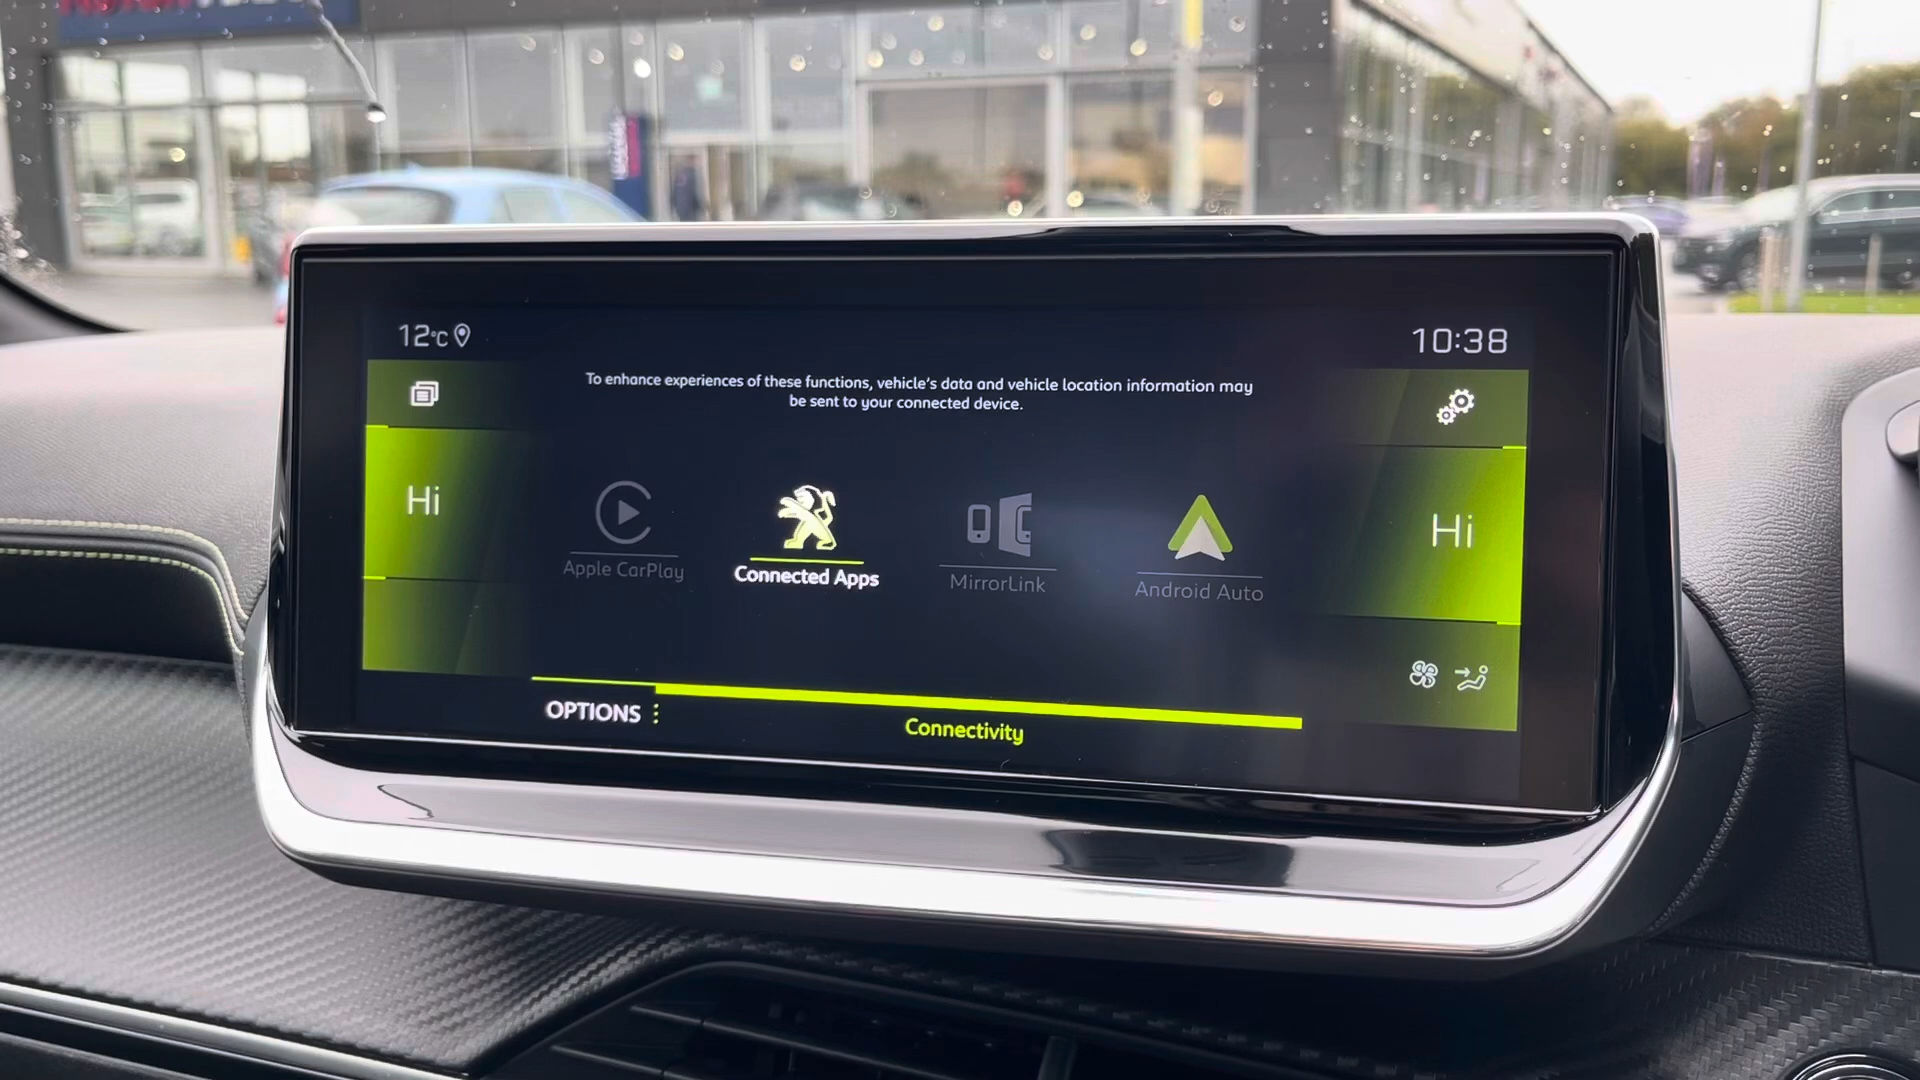 12°C
10:38
To enhance experiences of these functions, vehicle's data and vehicle location information may
be sent to your connected device.
Hi
Hi
Apple CarPlay
Connected Apps
MirrorLink
Android Auto
OPTIONS
Connectivity